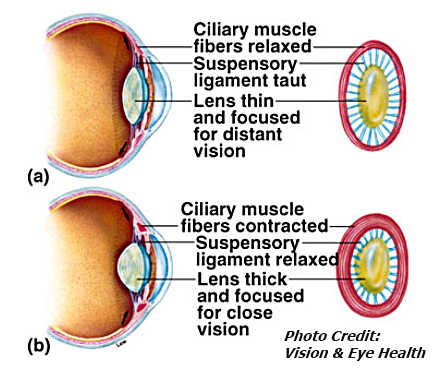 Ciliary muscle
fibers relaxed
Suspensory
ligament taut
Lens thin
and focused
for distant
vision
(a)
Ciliary muscle
fibers contracted
Suspensory
ligament relaxed
Lens thick
and focused
for close
vision
(b)
Photo Credit:
Vision & Eye Health